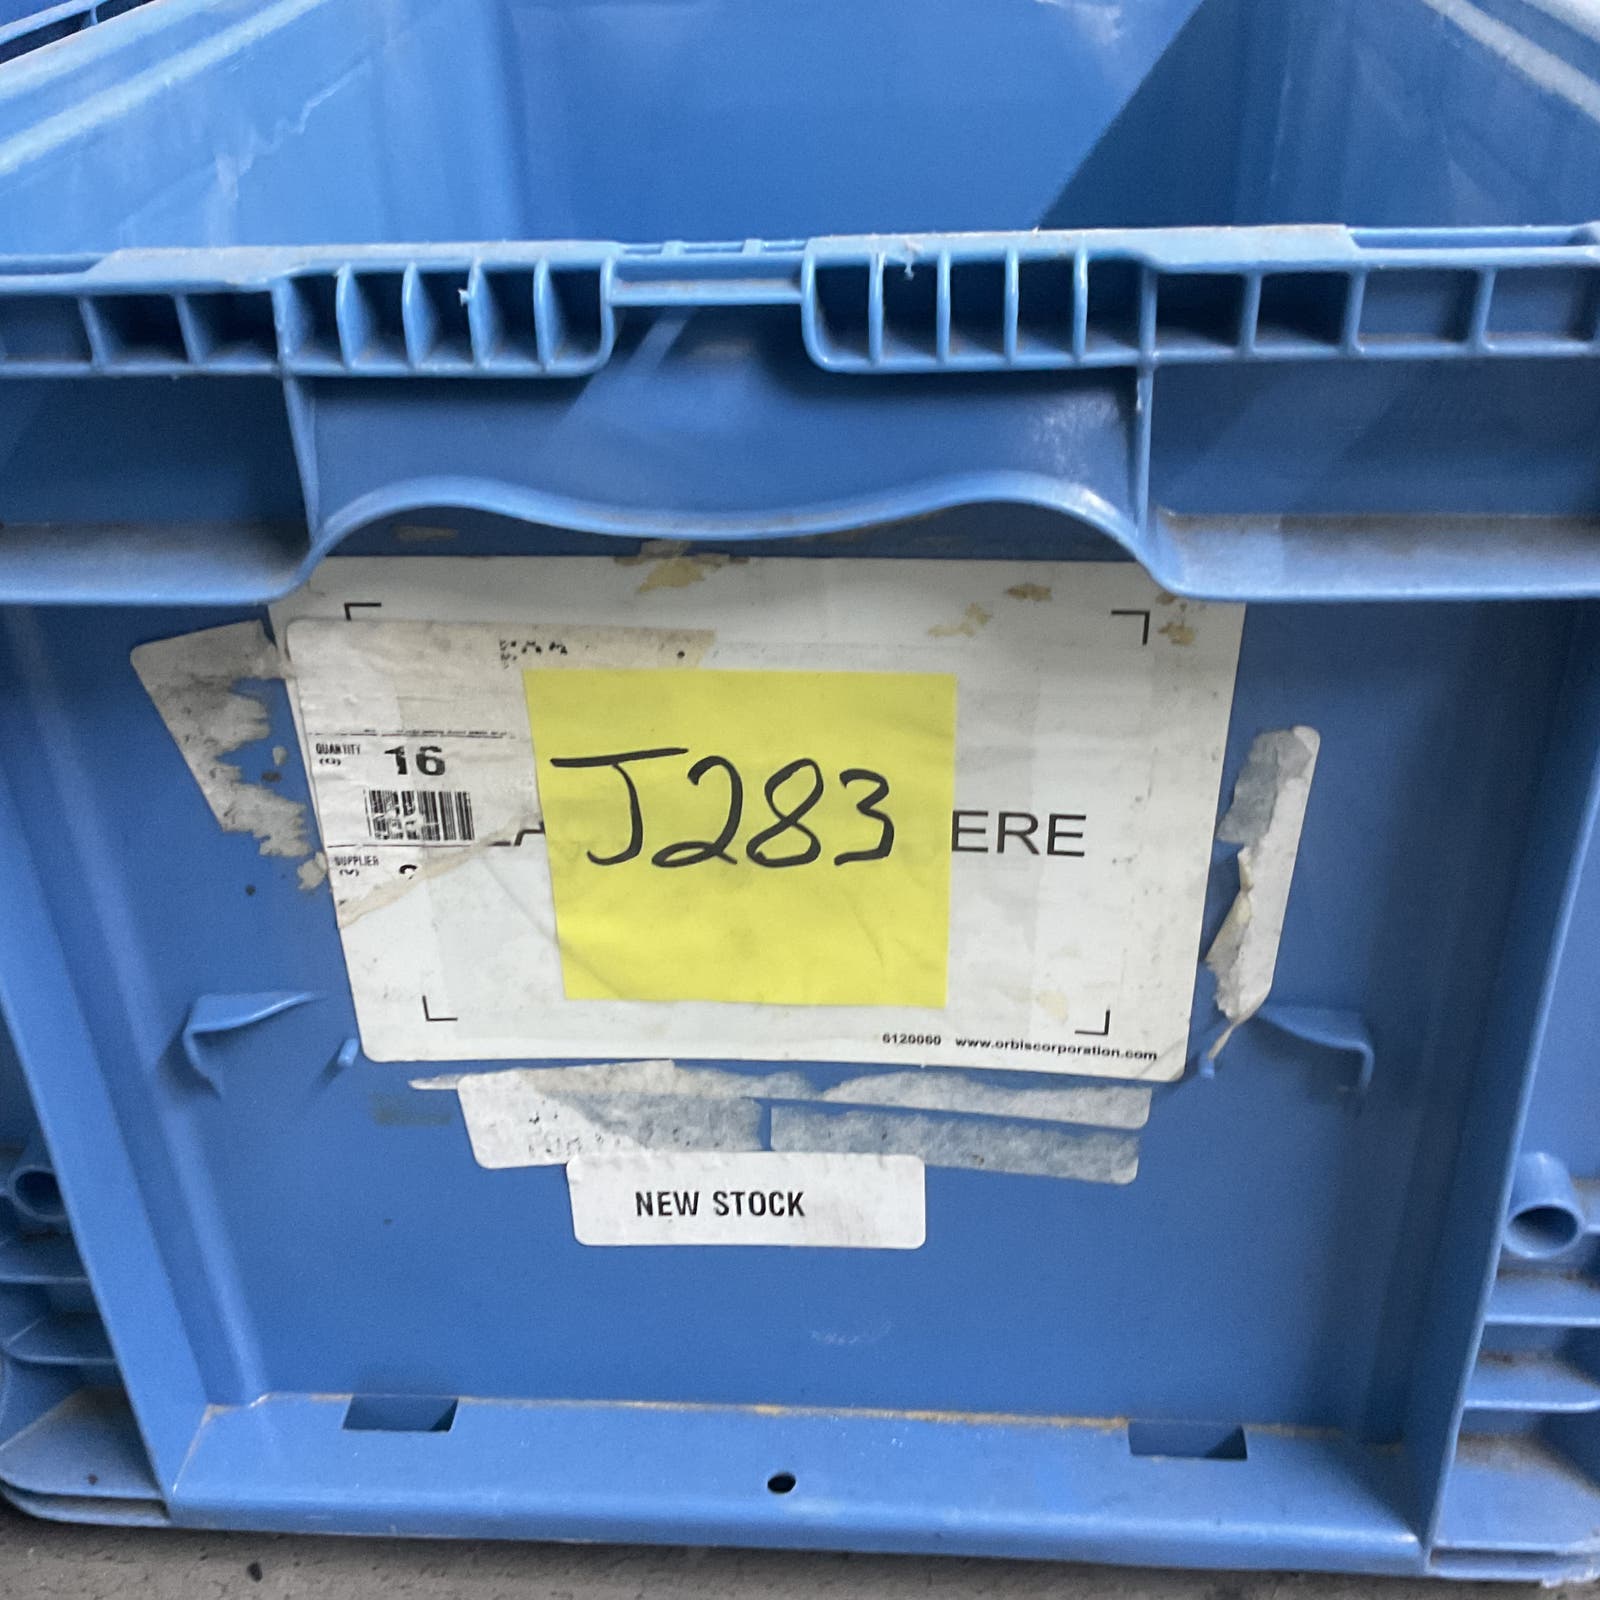 QUANTITY
(Q)
16
J283
ERE
SUPPLIER
(V)
6120060 www.orbiscorporation.com
NEW STOCK